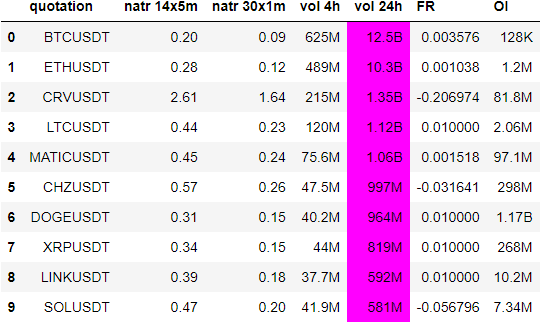 quotation natr 14x5m natr 30x1m vol 4h vol 24h FR OI
0 BTCUSDT 0.20 0.09 625M 12.5B 0.003576 128K
1 ETHUSDT 0.28 0.12 489M 10.3B 0.001038 1.2M
2 CRVUSDT 2.61 1.64 215M 1.35B -0.206974 81.8M
3 LTCUSDT 0.44 0.23 120M 1.12B 0.010000 2.06M
4 MATICUSDT 0.45 0.24 75.6M 1.06B 0.001518 97.1M
5 CHZUSDT 0.57 0.26 47.5M 997M -0.031641 298M
6 DOGEUSDT 0.31 0.15 40.2M 964M 0.010000 1.17B
7 XRPUSDT 0.34 0.15 44M 819M 0.010000 268M
8 LINKUSDT 0.39 0.18 37.7M 592M 0.010000 10.2M
9 SOLUSDT 0.47 0.20 41.9M 581M -0.056796 7.34M